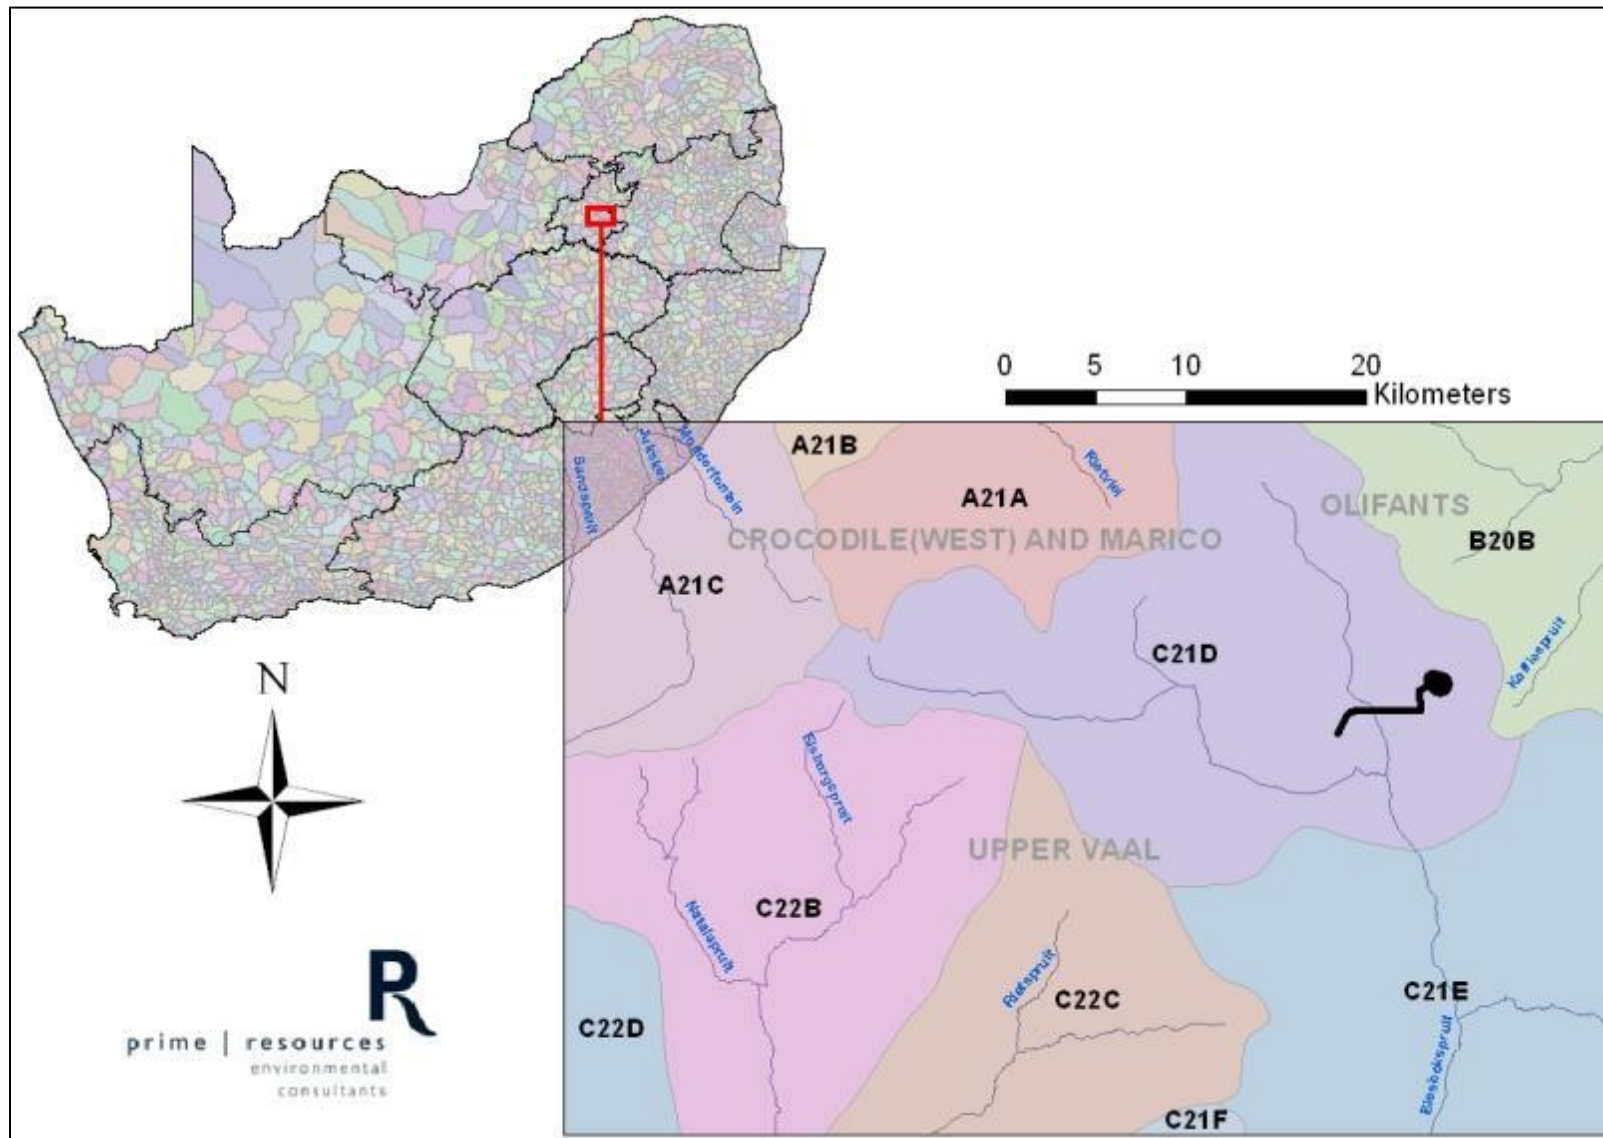 0 5 10 20
Kilometers
A21B
A21A
Rietvlei
OLIFANTS
B20B
CROCODILE(WEST) AND MARICO
Sandspruit
Jukskei
Modderfontein
A21C
C21D
N
Elsburgspruit
UPPER VAAL
C22B
Natalspruit
Rietspruit
C22C
C21E
C22D
Blesbokspruit
C21F
R
prime | resources
environmental
consultants